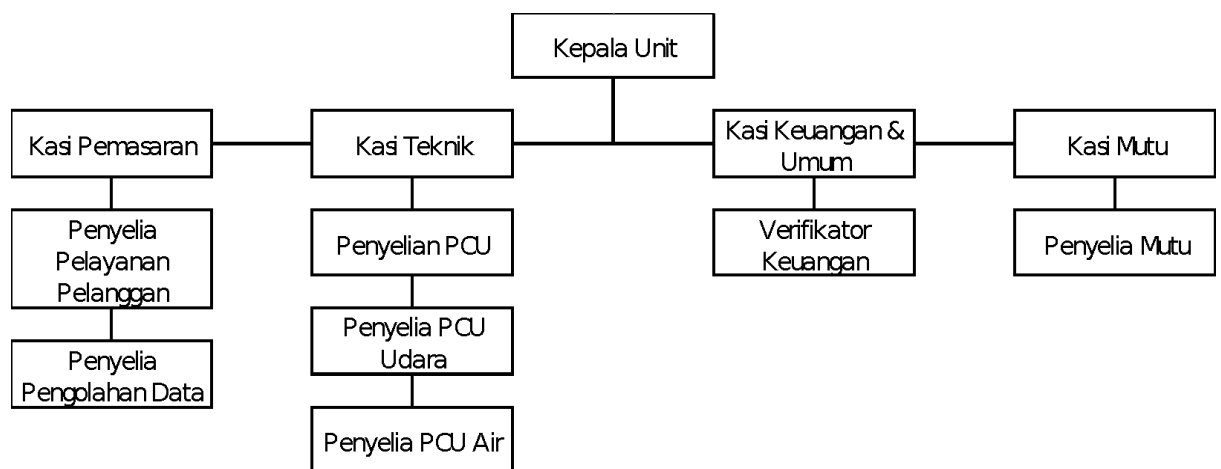 Kepala Unit
Kasi Pemasaran
Kasi Teknik
Kasi Keuangan &
Umum
Kasi Mutu
Penyelia
Pelayanan
Pelanggan
Penyelian PCU
Verifikator
Keuangan
Penyelia Mutu
Penyelia
Pengolahan Data
Penyelia PCU
Udara
Penyelia PCU Air